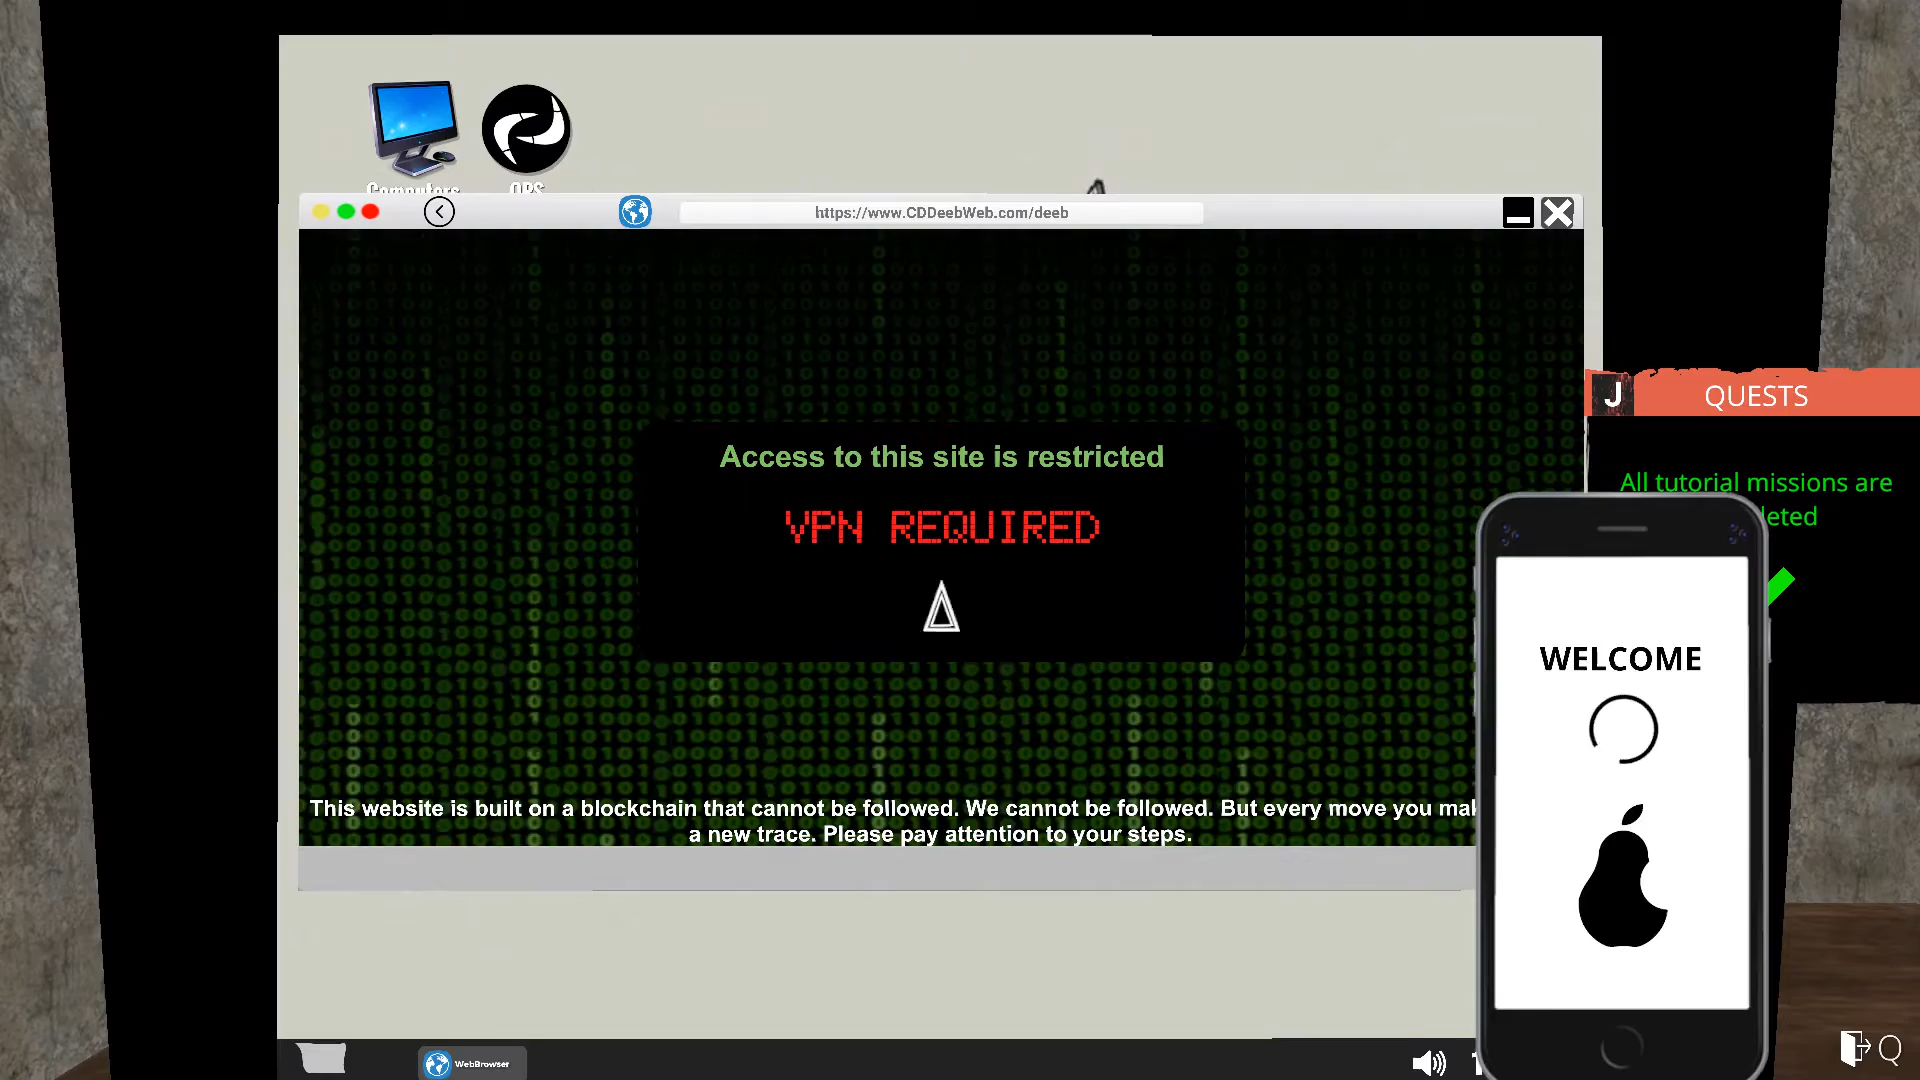 Computers
OPS
https://www.CDDeebWeb.com/deeb
Access to this site is restricted
VPN REQUIRED
This website is built on a blockchain that cannot be followed. We cannot be followed. But every move you
a new trace. Please pay attention to your steps.
J
QUESTS
All tutorial missions are
WELCOME
WebBrowser
Q